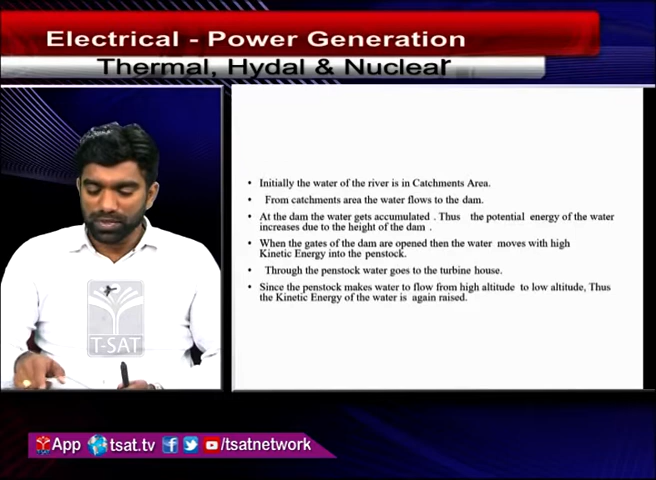 Electrical - Power Generation
Thermal, Hydal & Nuclear
• Initially the water of the river is in Catchments Area.
• From catchments area the water flows to the dam.
• At the dam the water gets accumulated . Thus the potential energy of the water
increases due to the height of the dam .
• When the gates of the dam are opened then the water moves with high
Kinetic Energy into the penstock.
• Through the penstock water goes to the turbine house.
• Since the penstock makes water to flow from high altitude to low altitude, Thus
the Kinetic Energy of the water is again raised.
T-SAT
App tsat.tv /tsatnetwork